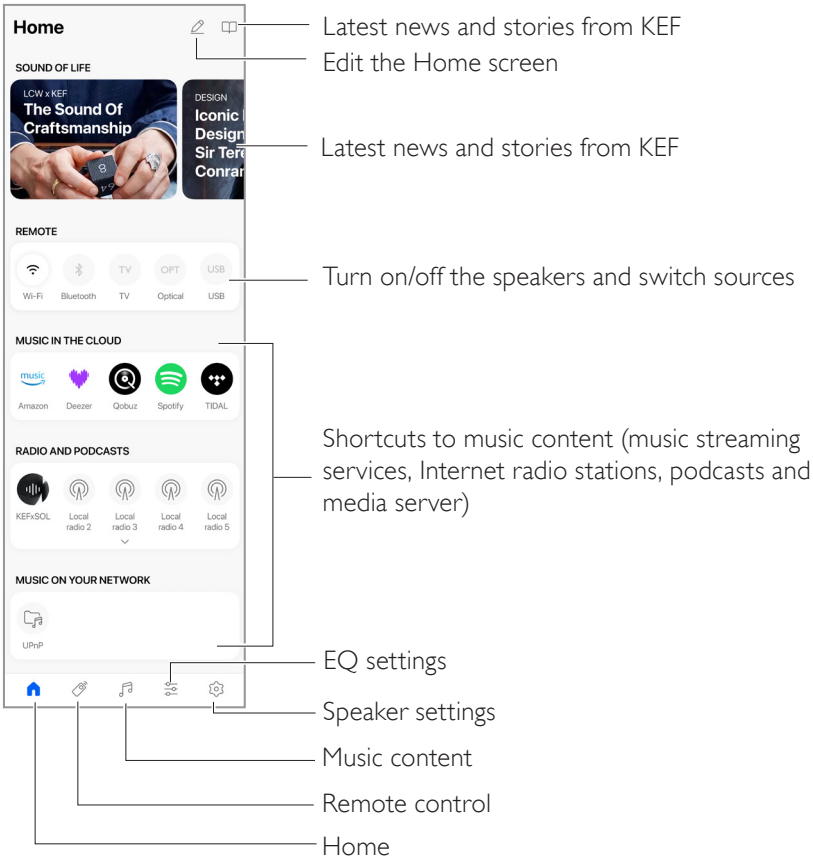 Home
Latest news and stories from KEF
Edit the Home screen
SOUND OF LIFE
LCW x KEF
The Sound Of
Craftsmanship
DESIGN
Iconic
Design
Sir Ter
Conran
Latest news and stories from KEF
REMOTE
TV OPT USB
Wi-Fi Bluetooth TV Optical USB
Turn on/off the speakers and switch sources
MUSIC IN THE CLOUD
music
Amazon Deezer Qobuz Spotify TIDAL
RADIO AND PODCASTS
KEFxSOL Local Local Local Local
radio 2 radio 3 radio 4 radio 5
Shortcuts to music content (music streaming
services, Internet radio stations, podcasts and
media server)
MUSIC ON YOUR NETWORK
UPnP
EQ settings
Speaker settings
Music content
Remote control
Home